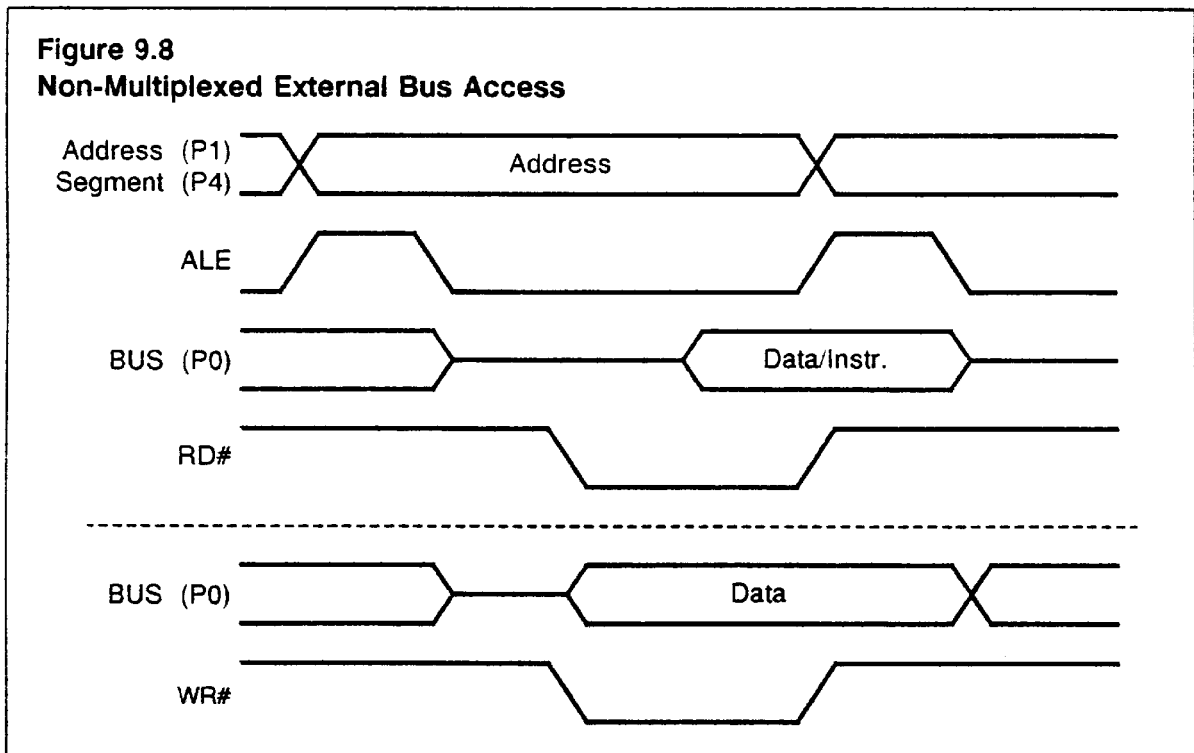 Figure 9.8
Non-Multiplexed External Bus Access
Address (P1)
Segment (P4)
Address
ALE
BUS (P0)
Data/Instr.
RD#
BUS (P0)
Data
WR#